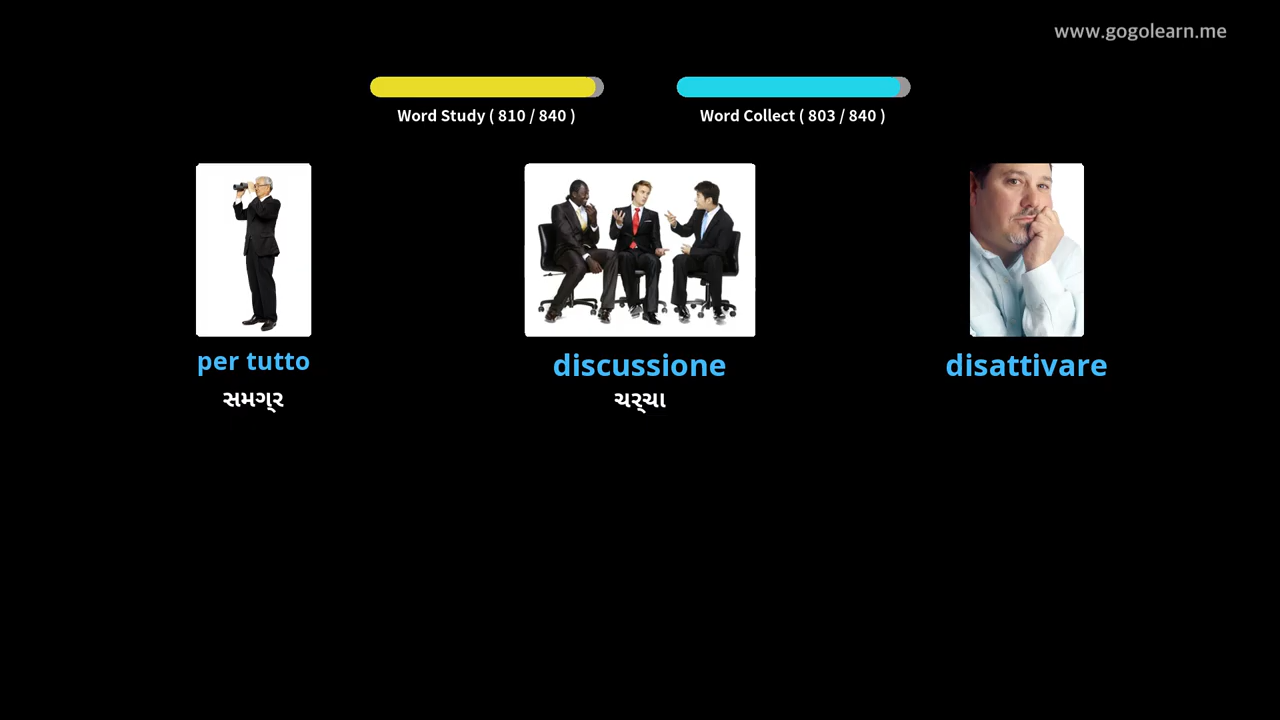 www.gogolearn.me
Word Study ( 810 / 840 )
Word Collect ( 803 / 840 )
per tutto
સમગ્ર
discussione
ચર્ચા
disattivare